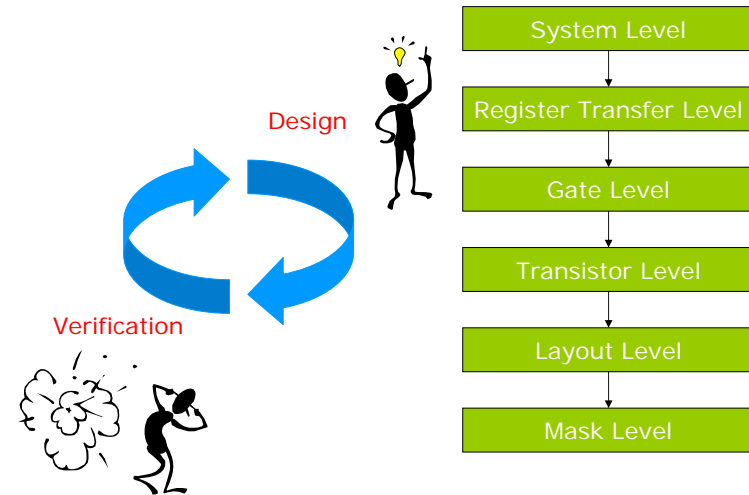 Design
Verification
System Level
Register Transfer Level
Gate Level
Transistor Level
Layout Level
Mask Level